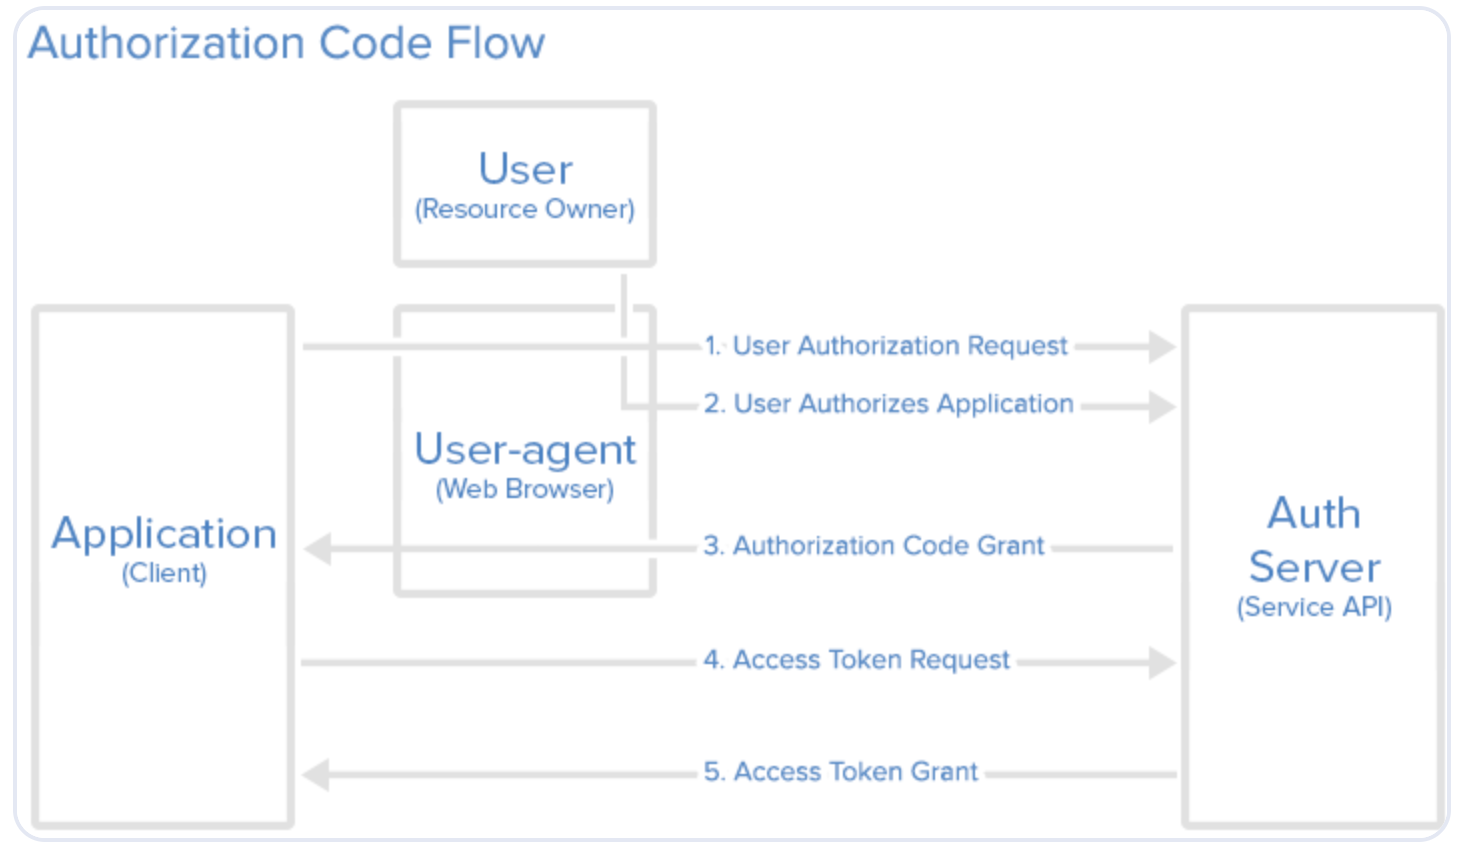 Authorization Code Flow
User
(Resource Owner)
1. User Authorization Request
2. User Authorizes Application
User-agent
(Web Browser)
Application
(Client)
3. Authorization Code Grant
Auth
Server
(Service API)
4. Access Token Request
5. Access Token Grant